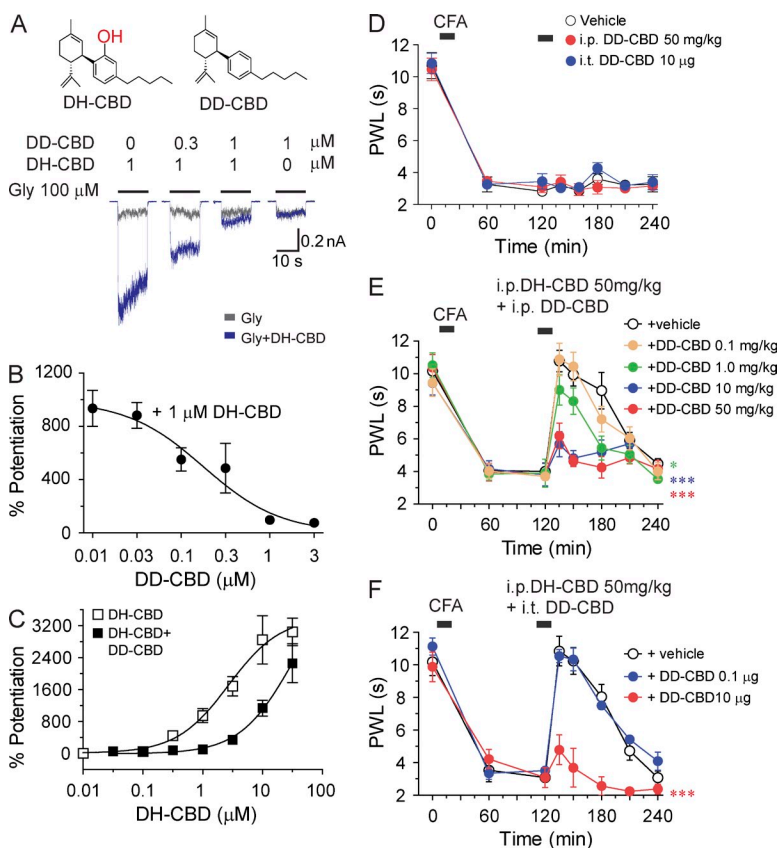 A
OH
DH-CBD
DD-CBD
DD-CBD 0 0.3 1 1 μM
DH-CBD 1 1 1 0 μM
Gly 100 μM
0.2 nA
10 s
Gly
Gly+DH-CBD
B
1200
800
400
0
% Potentiation
+ 1 μM DH-CBD
0.01 0.03 0.1 0.3 1 3
DD-CBD (μM)
C
DH-CBD
DH-CBD+
DD-CBD
3200
2400
1600
800
0
% Potentiation
0.01 0.1 1 10 100
DH-CBD (μM)
D
CFA
Vehicle
i.p. DD-CBD 50 mg/kg
i.t. DD-CBD 10 μg
12
10
8
6
4
2
PWL (s)
0 60 120 180 240
Time (min)
E
i.p.DH-CBD 50mg/kg
+ i.p. DD-CBD
CFA
+vehicle
+DD-CBD 0.1 mg/kg
+DD-CBD 1.0 mg/kg
+DD-CBD 10 mg/kg
+DD-CBD 50 mg/kg
12
10
8
6
4
2
PWL (s)
*
***
***
0 60 120 180 240
Time (min)
F
i.p.DH-CBD 50mg/kg
+ i.t. DD-CBD
CFA
+ vehicle
+ DD-CBD 0.1 μg
+ DD-CBD10 μg
12
10
8
6
4
2
PWL (s)
***
0 60 120 180 240
Time (min)